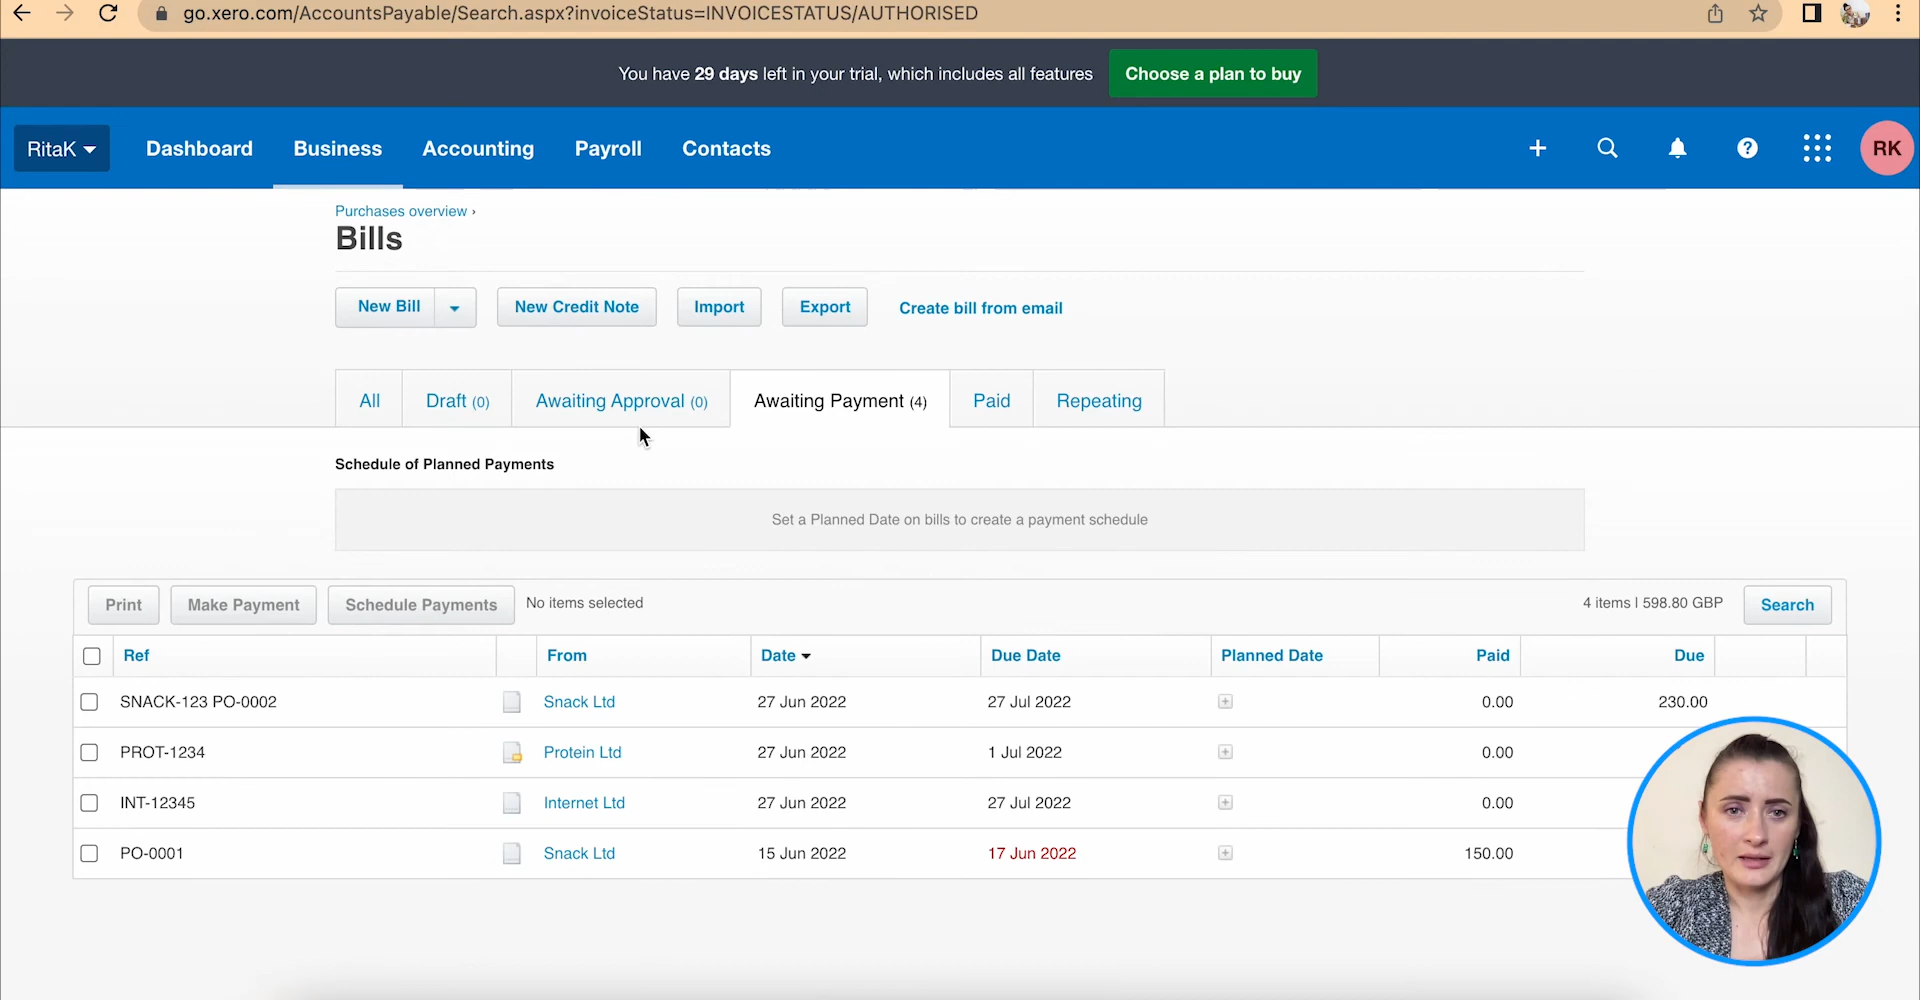 go.xero.com/AccountsPayable/Search.aspx?invoiceStatus=INVOICESTATUS/AUTHORISED
You have 29 days left in your trial, which includes all features Choose a plan to buy
RitaK Dashboard Business Accounting Payroll Contacts + ? RK
Purchases overview ›
Bills
New Bill New Credit Note Import Export Create bill from email
All Draft (0) Awaiting Approval (0) Awaiting Payment (4) Paid Repeating
Schedule of Planned Payments
Set a Planned Date on bills to create a payment schedule
Print Make Payment Schedule Payments No items selected 4 items | 598.80 GBP Search
Ref From Date Due Date Planned Date Paid Due
SNACK-123 PO-0002 Snack Ltd 27 Jun 2022 27 Jul 2022 0.00 230.00
PROT-1234 Protein Ltd 27 Jun 2022 1 Jul 2022 0.00
INT-12345 Internet Ltd 27 Jun 2022 27 Jul 2022 0.00
PO-0001 Snack Ltd 15 Jun 2022 17 Jun 2022 150.00